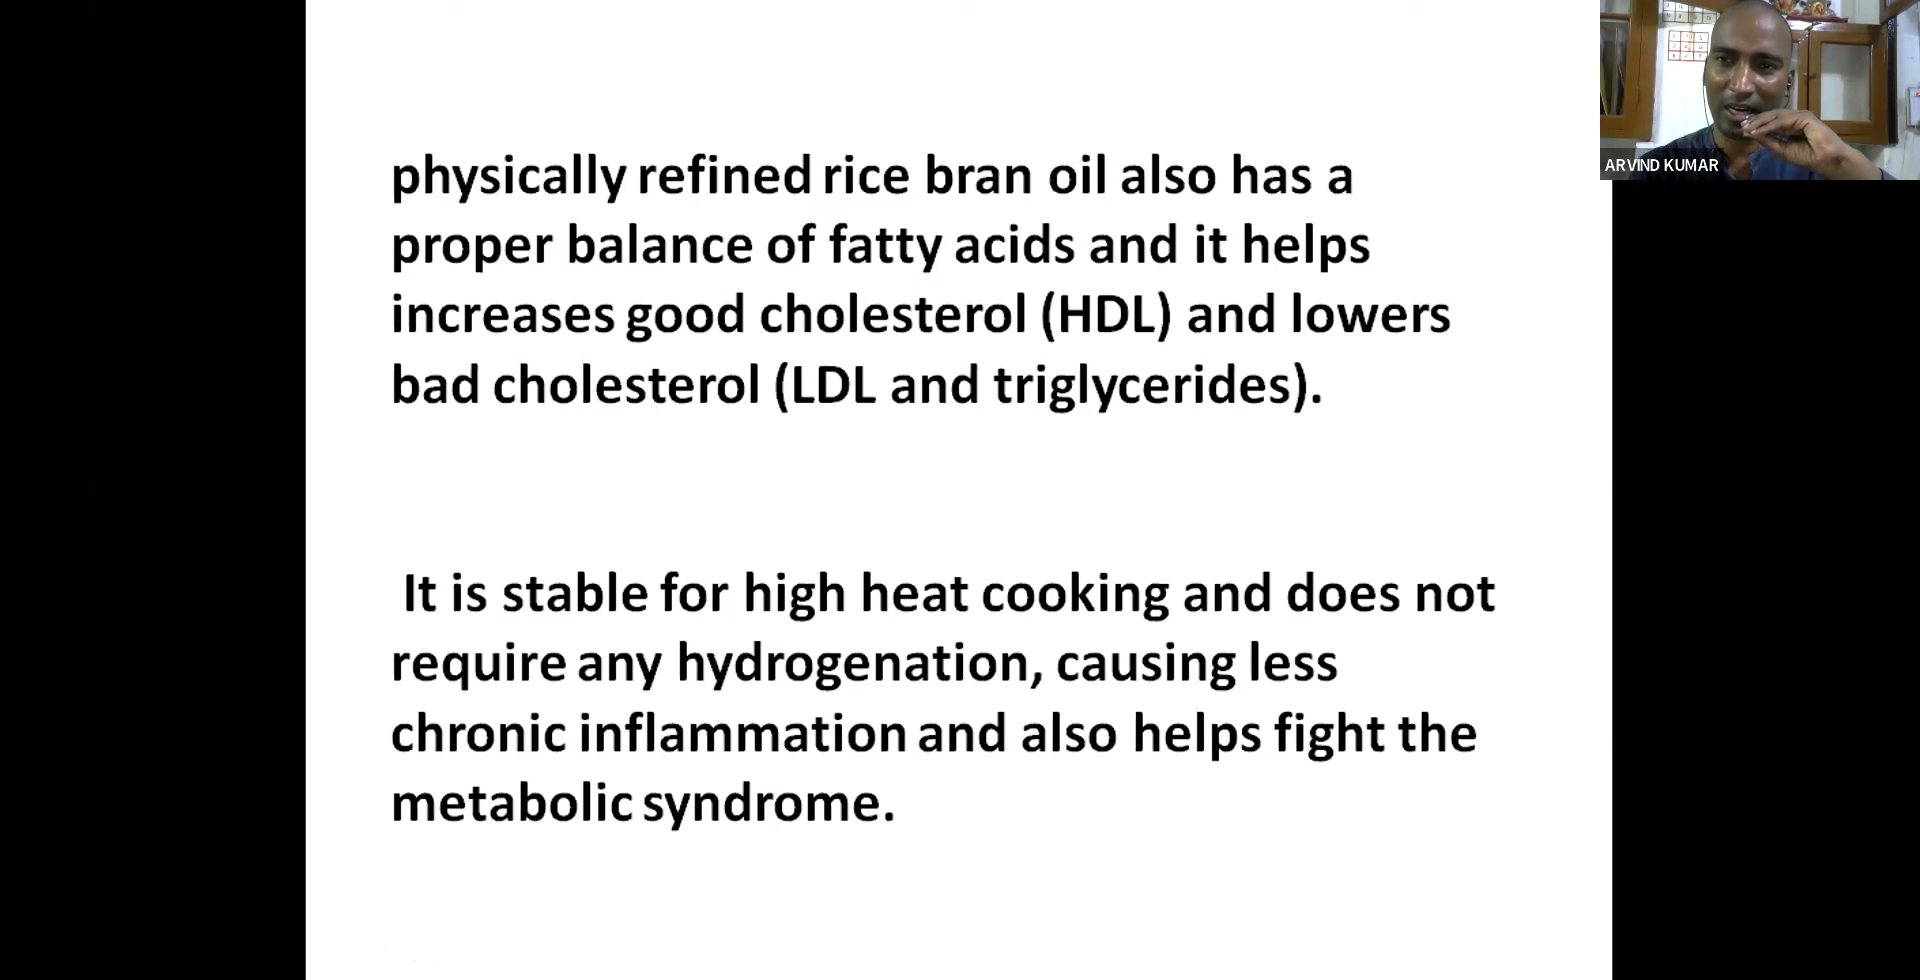 physically refined rice bran oil also has a
proper balance of fatty acids and it helps
increases good cholesterol (HDL) and lowers
bad cholesterol (LDL and triglycerides).
It is stable for high heat cooking and does not
require any hydrogenation, causing less
chronic inflammation and also helps fight the
metabolic syndrome.
ARVIND KUMAR